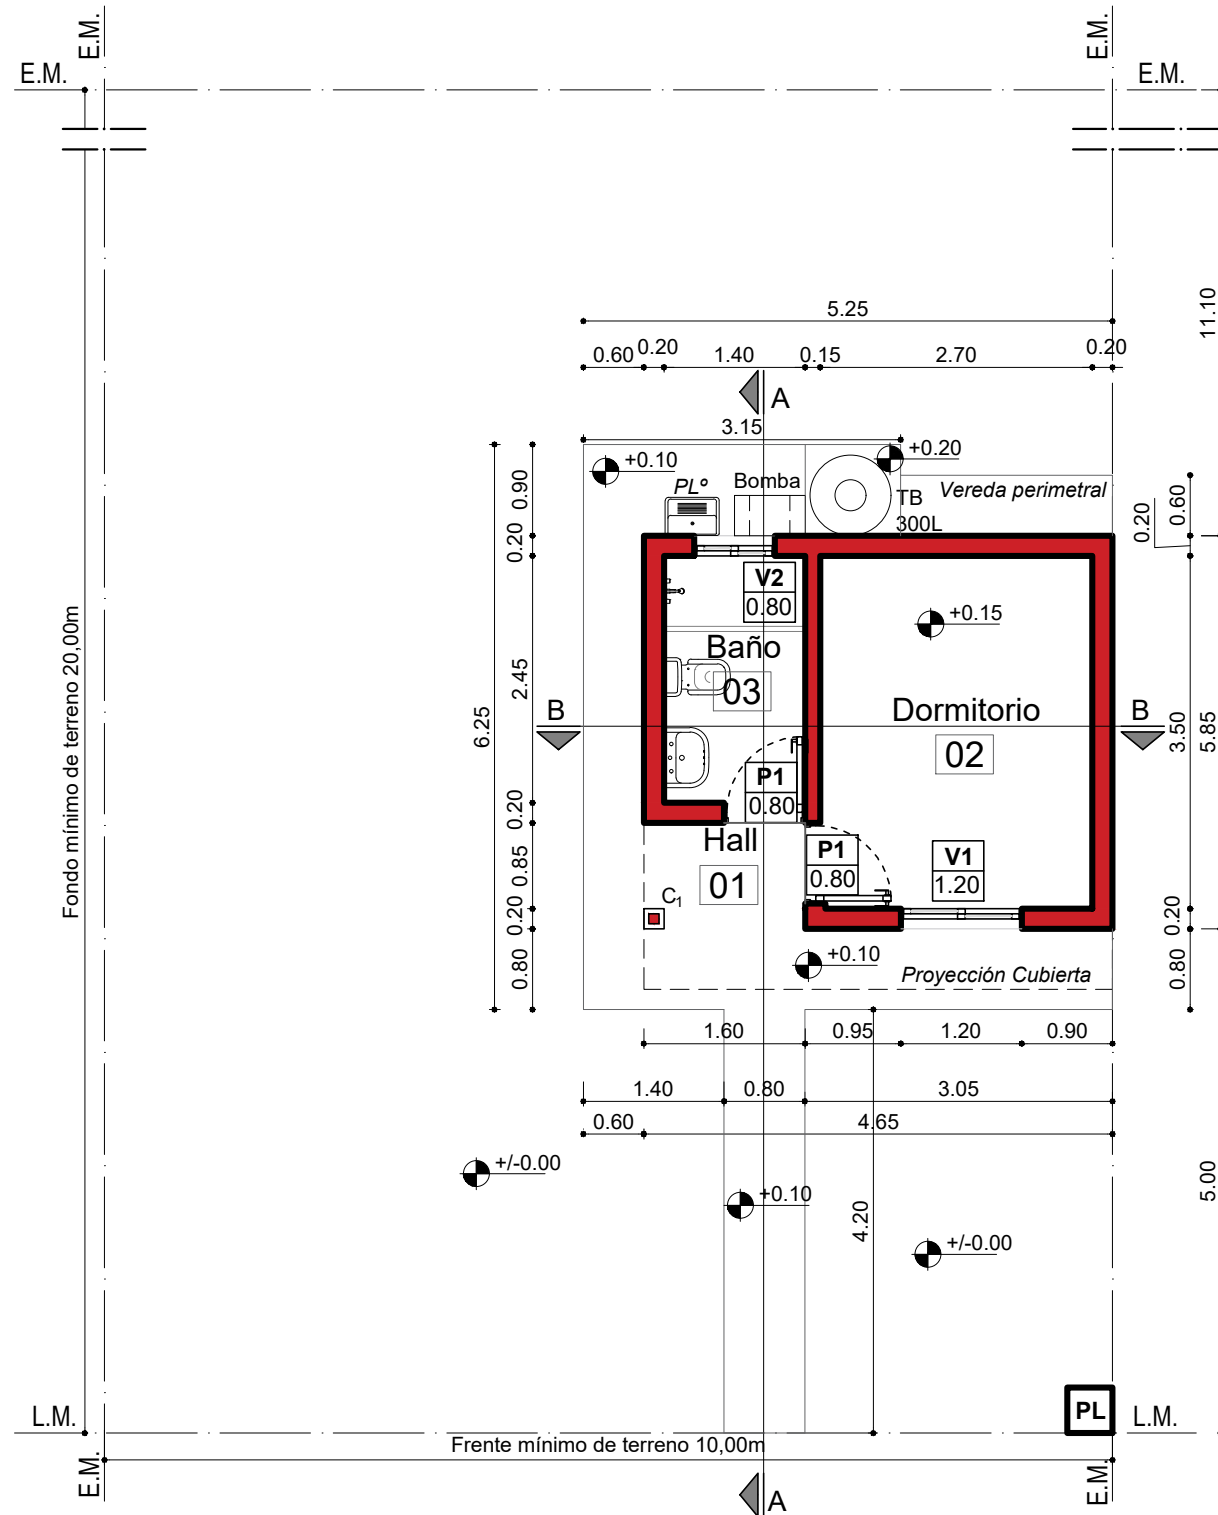 E.M.
E.M.
E.M.
E.M.
11.10
5.25
0.60
0.20
1.40
0.15
2.70
0.20
A
3.15
+0.10
+0.20
PLº
Bomba
TB
300L
Vereda perimetral
0.90
0.20
0.20
0.60
V2
0.80
+0.15
Fondo mínimo de terreno 20,00m
2.45
6.25
Baño
03
Dormitorio
02
B
B
3.50
5.85
P1
0.80
0.20
Hall
01
0.85
C1
P1
0.80
V1
1.20
0.20
0.20
0.80
0.80
+0.10
Proyección Cubierta
1.60
0.95
1.20
0.90
1.40
0.80
3.05
0.60
4.65
+/-0.00
+0.10
4.20
5.00
+/-0.00
PL
L.M.
L.M.
Frente mínimo de terreno 10,00m
E.M.
E.M.
A